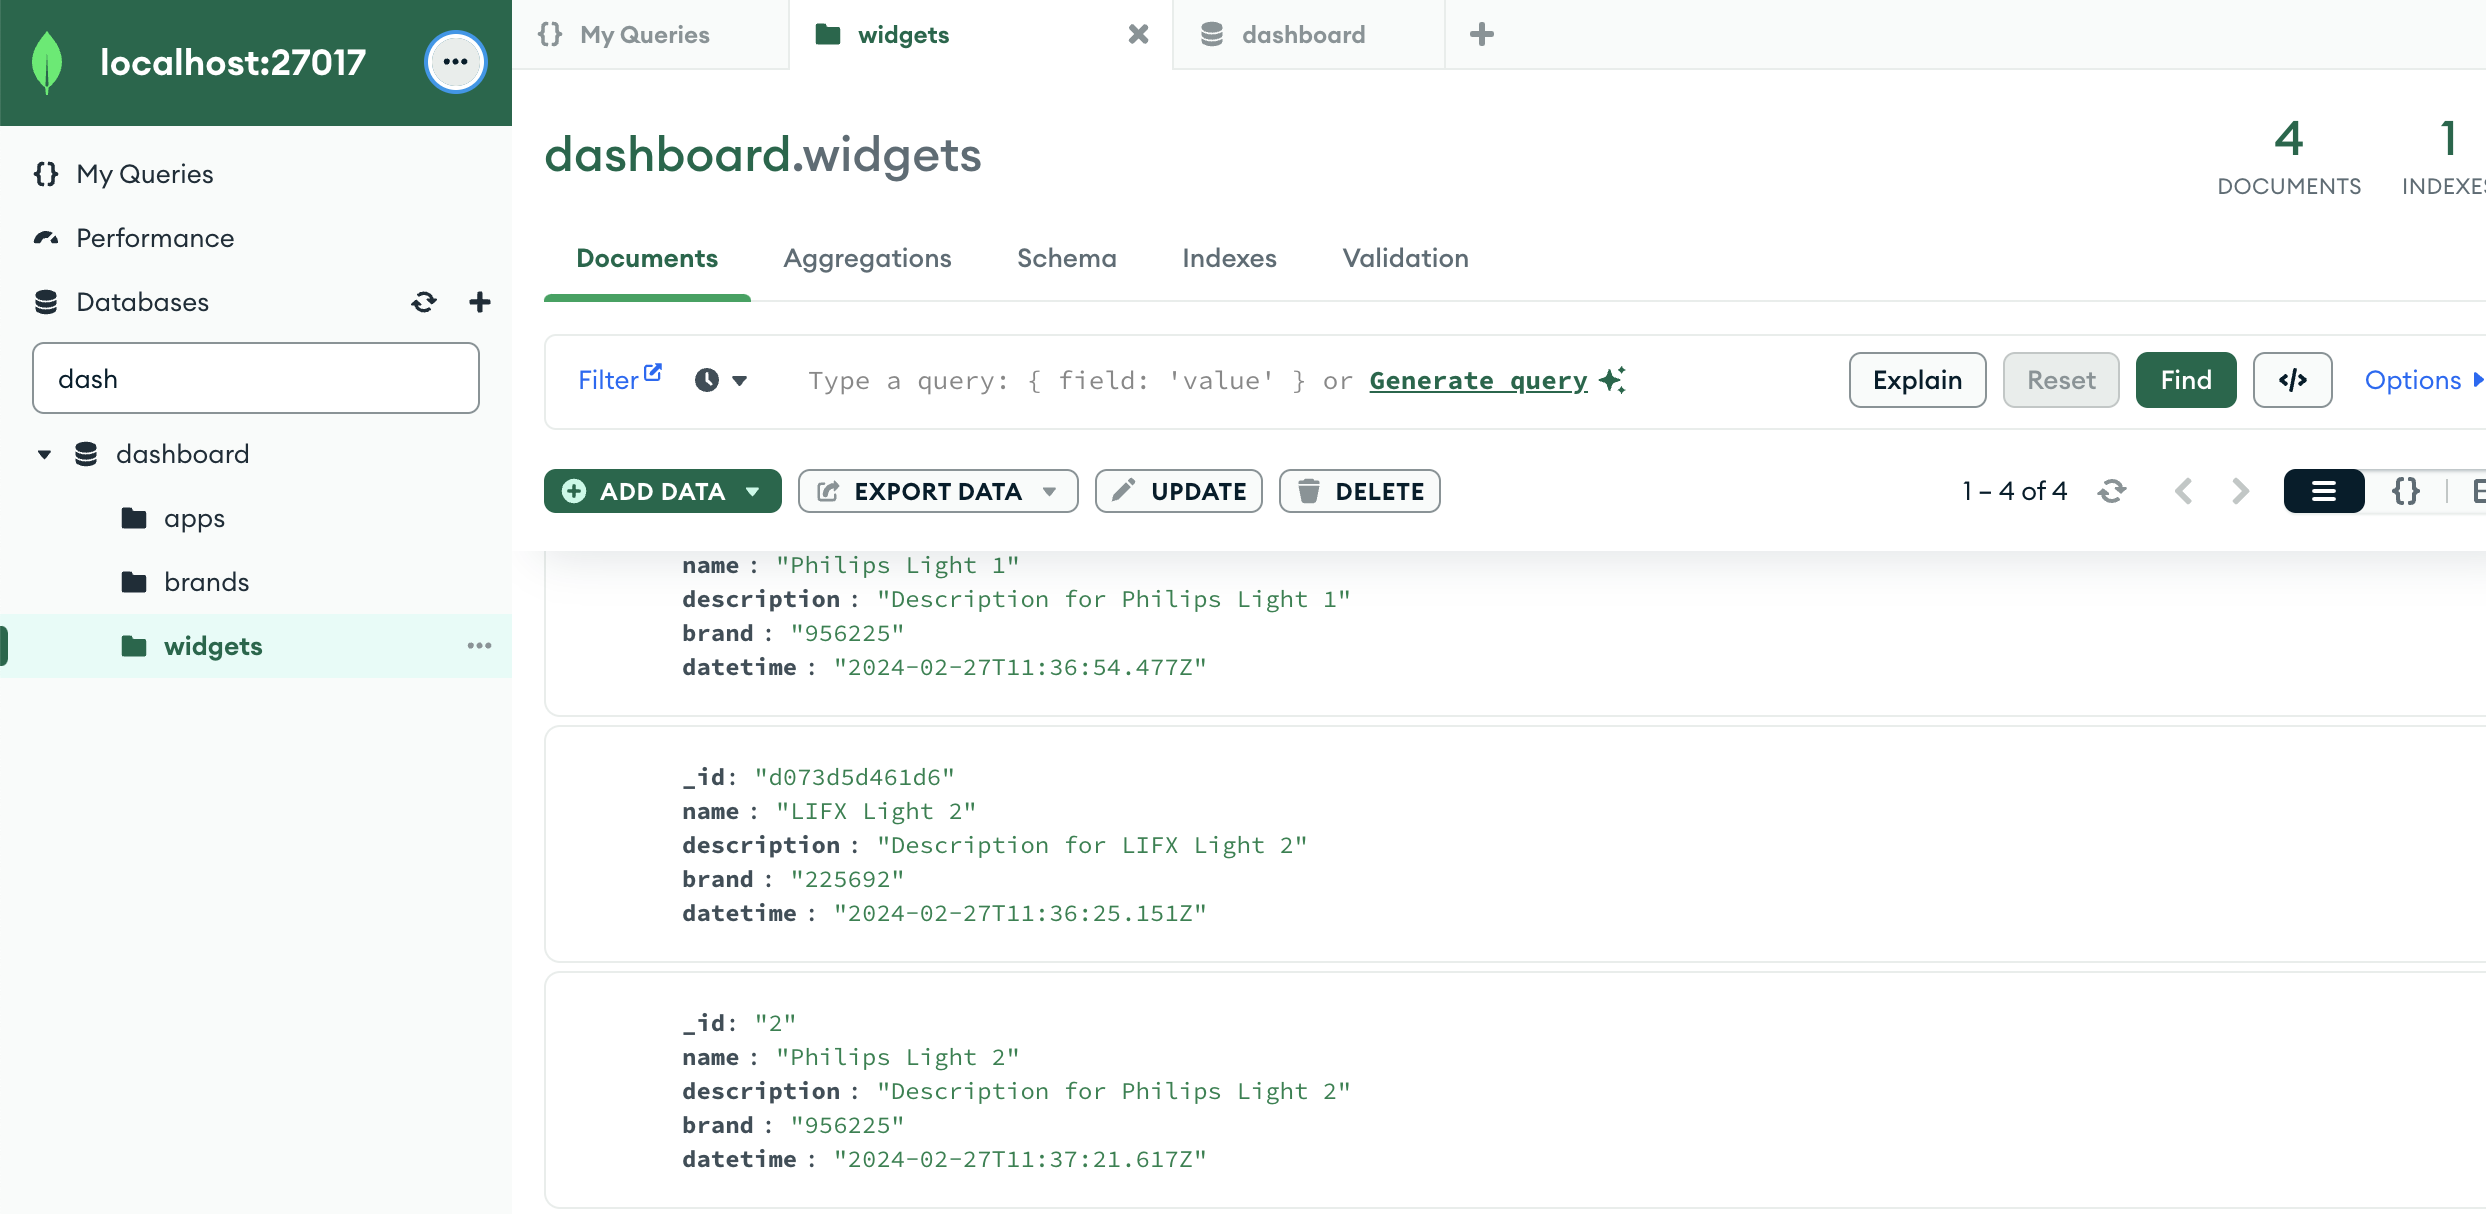 localhost:27017
My Queries
Performance
Databases
dash
dashboard
apps
brands
widgets
{} My Queries
widgets
dashboard
dashboard.widgets
4
DOCUMENTS
1
INDEXES
Documents Aggregations Schema Indexes Validation
Filter Type a query: { field: 'value' } or Generate query Explain Reset Find </> Options
ADD DATA EXPORT DATA UPDATE DELETE 1 – 4 of 4 {}
name : "Philips Light 1"
description : "Description for Philips Light 1"
brand : "956225"
datetime : "2024-02-27T11:36:54.477Z"
_id: "d073d5d461d6"
name : "LIFX Light 2"
description : "Description for LIFX Light 2"
brand : "225692"
datetime : "2024-02-27T11:36:25.151Z"
_id: "2"
name : "Philips Light 2"
description : "Description for Philips Light 2"
brand : "956225"
datetime : "2024-02-27T11:37:21.617Z"